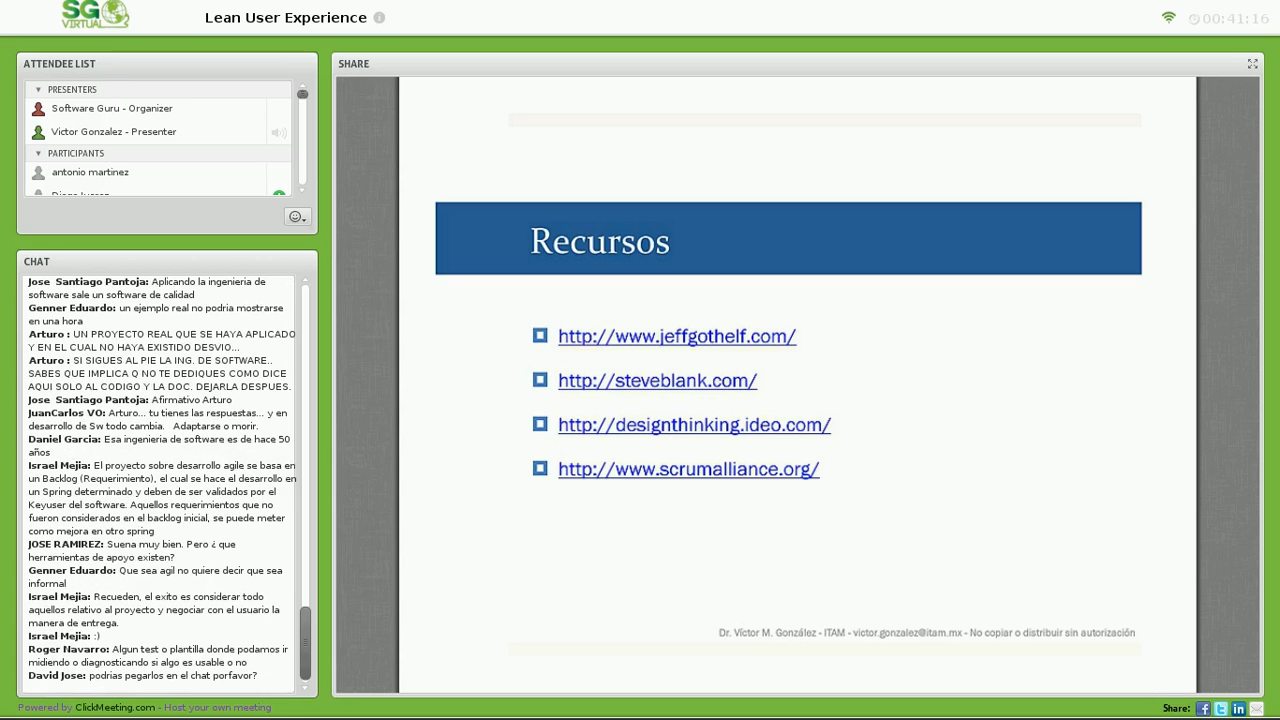 SG
VIRTUAL
Lean User Experience
00:41:16
ATTENDEE LIST
PRESENTERS
Software Guru - Organizer
Victor Gonzalez - Presenter
PARTICIPANTS
antonio martinez
CHAT
Jose Santiago Pantoja: Aplicando la ingenieria de
software sale un software de calidad
Genner Eduardo: un ejemplo real no podria mostrarse
en una hora
Arturo : UN PROYECTO REAL QUE SE HAYA APLICADO
Y EN EL CUAL NO HAYA EXISTIDO DESVIO...
Arturo : SI SIGUES AL PIE LA ING. DE SOFTWARE..
SABES QUE IMPLICA Q NO TE DEDIQUES COMO DICE
AQUI SOLO AL CODIGO Y LA DOC. DEJARLA DESPUES.
Jose Santiago Pantoja: Afirmativo Arturo
JuanCarlos VO: Arturo... tu tienes las respuestas... y en
desarrollo de Sw todo cambia. Adaptarse o morir.
Daniel Garcia: Esa ingenieria de software es de hace 50
años
Israel Mejia: El proyecto sobre desarrollo agile se basa en
un Backlog (Requerimiento), el cual se hace el desarrollo en
un Spring determinado y deben de ser validados por el
Keyuser del software. Aquellos requerimientos que no
fueron considerados en el backlog inicial, se puede meter
como mejora en otro spring
JOSE RAMIREZ: Suena muy bien. Pero ¿ que
herramientas de apoyo existen?
Genner Eduardo: Que sea agil no quiere decir que sea
informal
Israel Mejia: Recueden, el exito es considerar todo
aquellos relativo al proyecto y negociar con el usuario la
manera de entrega.
Israel Mejia: :)
Roger Navarro: Algun test o plantilla donde podamos ir
midiendo o diagnosticando si algo es usable o no
David Jose: podrias pegarlos en el chat porfavor?
SHARE
Recursos
http://www.jeffgothelf.com/
http://steveblank.com/
http://designthinking.ideo.com/
http://www.scrumalliance.org/
Dr. Víctor M. González - ITAM - victor.gonzalez@itam.mx - No copiar o distribuir sin autorización
Powered by ClickMeeting.com - Host your own meeting
Share: